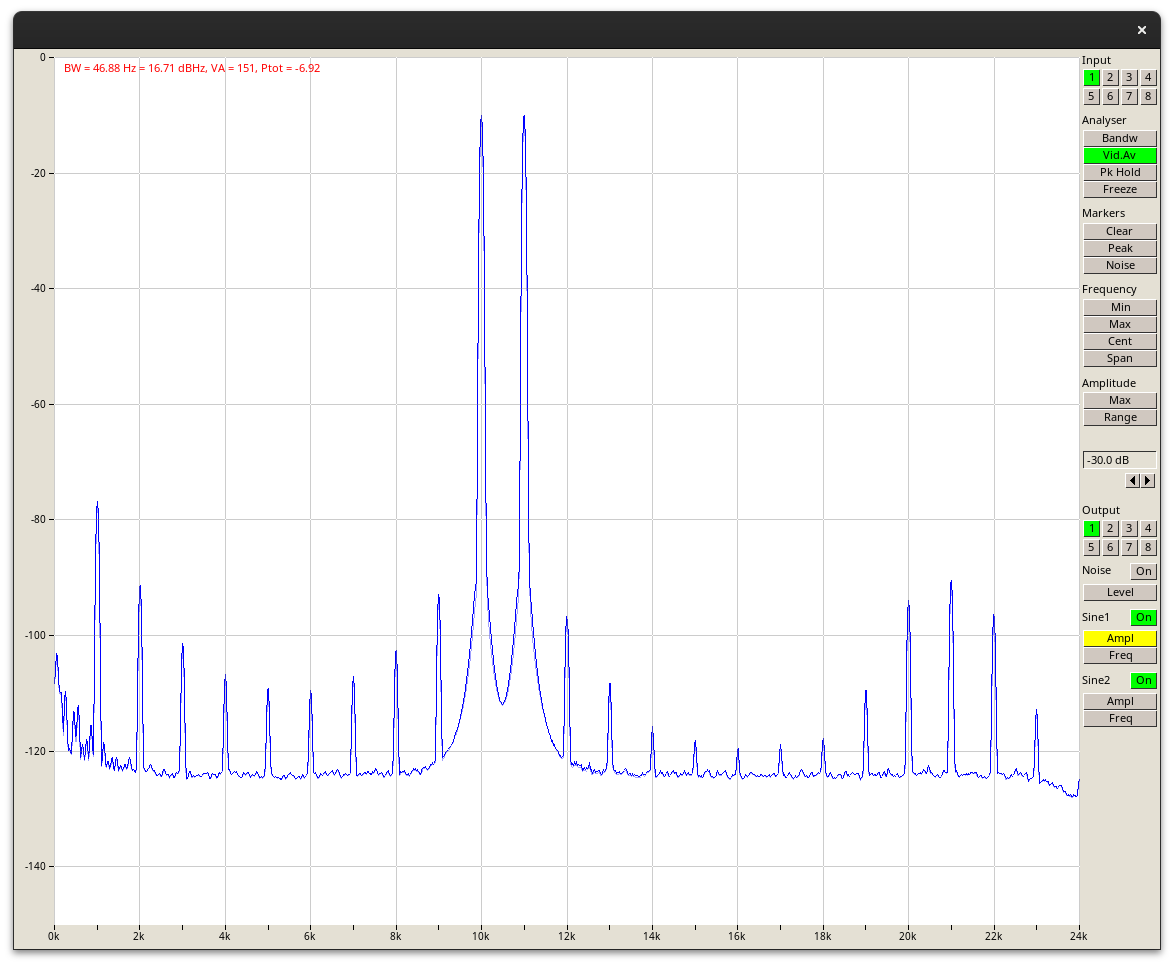 ×
0
BW = 46.88 Hz = 16.71 dBHz, VA = 151, Ptot = -6.92
-20
-40
-60
-80
-100
-120
-140
0k 2k 4k 6k 8k 10k 12k 14k 16k 18k 20k 22k 24k
Input
1 2 3 4
5 6 7 8
Analyser
Bandw
Vid.Av
Pk Hold
Freeze
Markers
Clear
Peak
Noise
Frequency
Min
Max
Cent
Span
Amplitude
Max
Range
-30.0 dB
Output
1 2 3 4
5 6 7 8
Noise On
Level
Sine1 On
Ampl
Freq
Sine2 On
Ampl
Freq